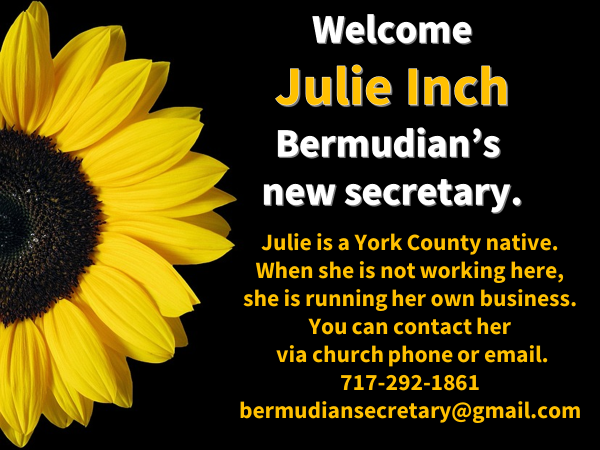 Welcome
Julie Inch
Bermudian’s
new secretary.
Julie is a York County native.
When she is not working here,
she is running her own business.
You can contact her
via church phone or email.
717-292-1861
bermudiansecretary@gmail.com